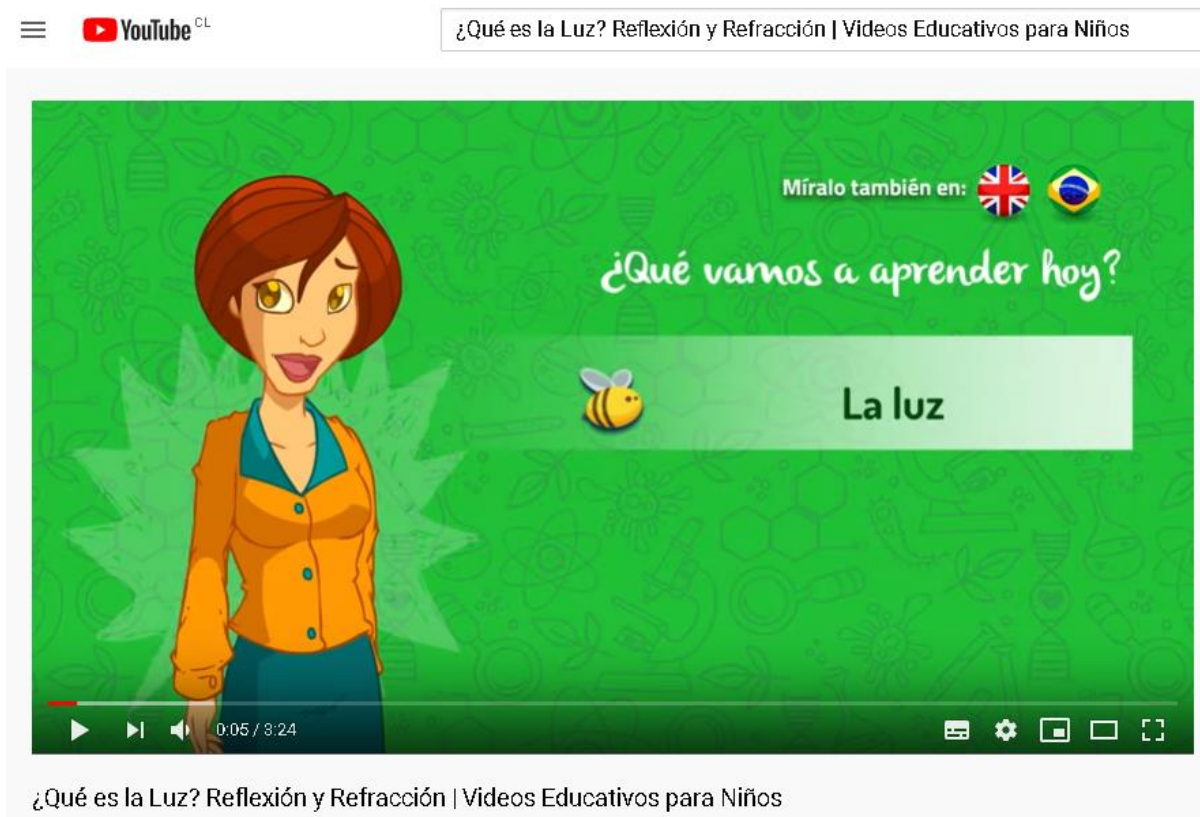 YouTube CL
¿Qué es la Luz? Reflexión y Refracción | Videos Educativos para Niños
Míralo también en:
¿Qué vamos a aprender hoy?
La luz
0:05 / 3:24
¿Qué es la Luz? Reflexión y Refracción | Videos Educativos para Niños